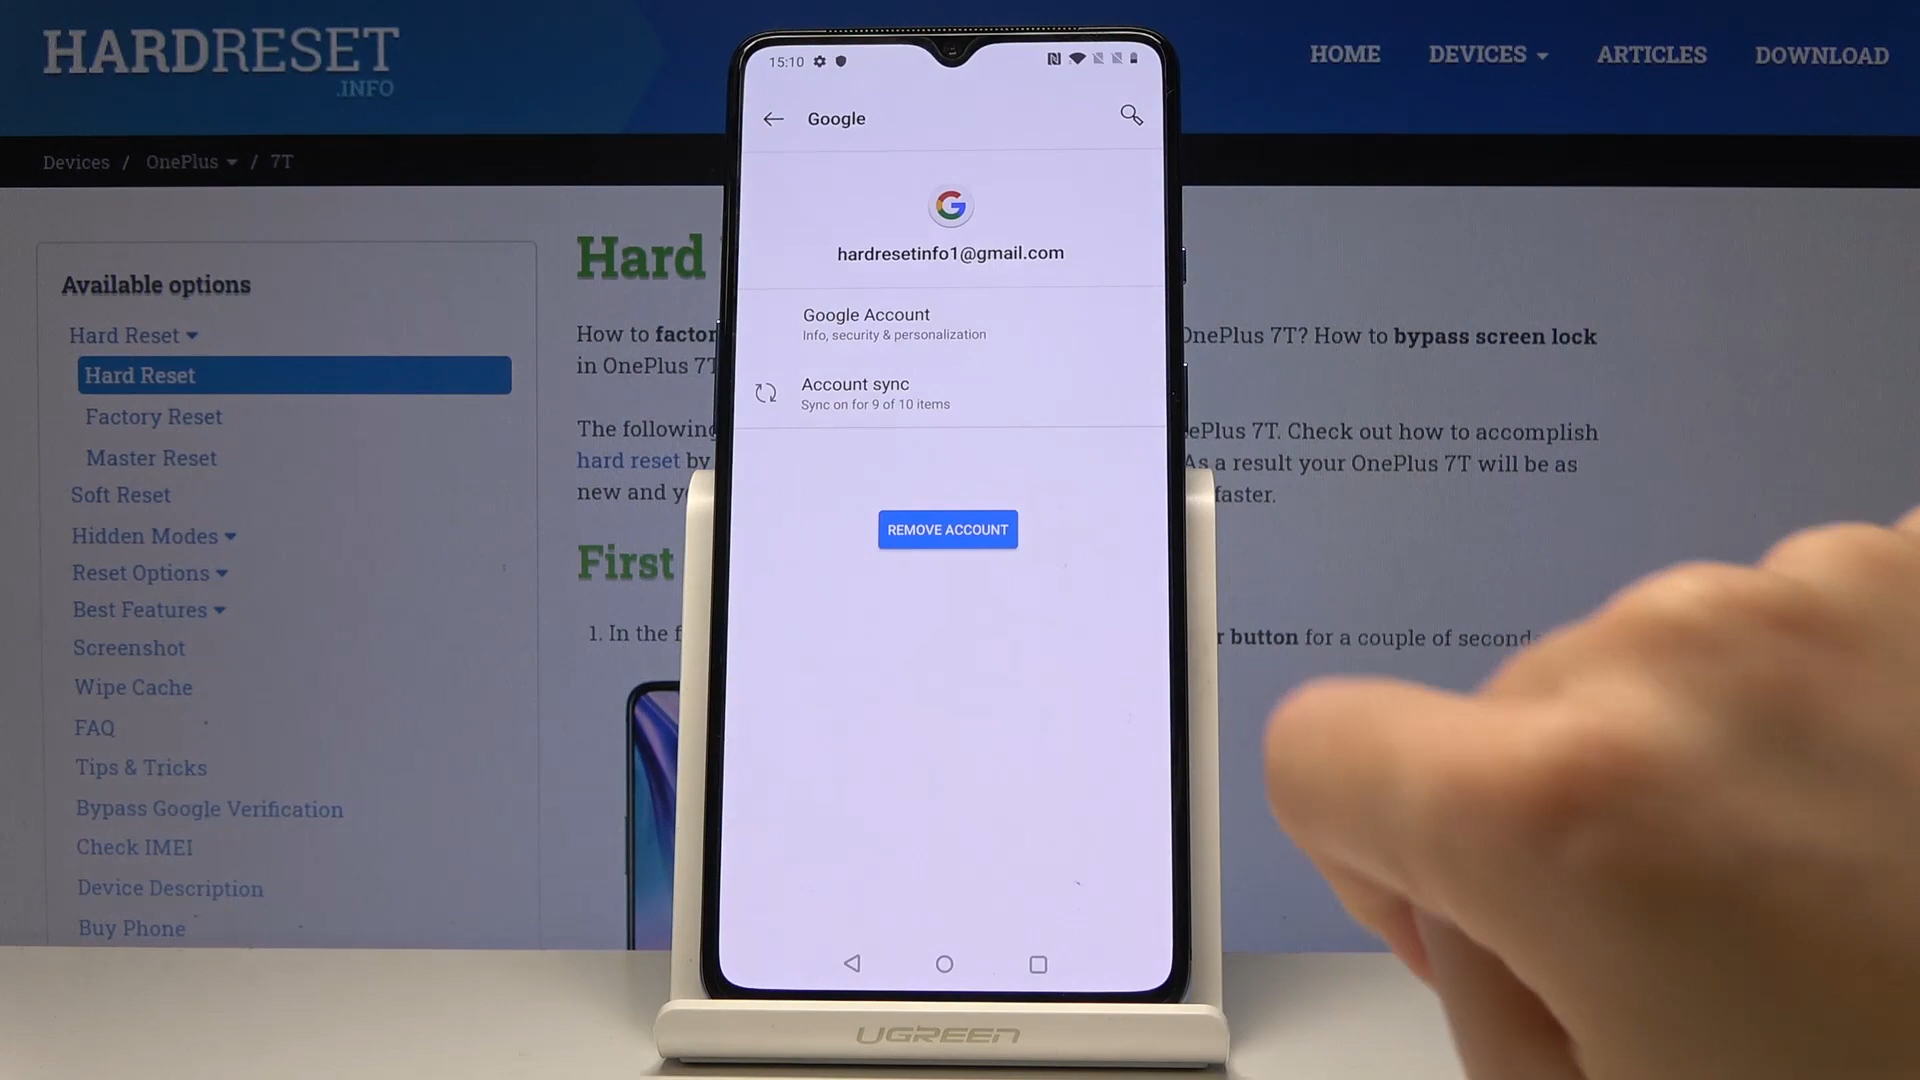 HARDRESET
.INFO
HOME
DEVICES
ARTICLES
DOWNLOAD
Devices / OnePlus / 7T
Available options
Hard Reset
Hard Reset
Factory Reset
Master Reset
Soft Reset
Hidden Modes
Reset Options
Best Features
Screenshot
Wipe Cache
FAQ
Tips & Tricks
Bypass Google Verification
Check IMEI
Device Description
Buy Phone
Hard
How to factor
in OnePlus 7T
OnePlus 7T? How to bypass screen lock
The following
hard reset by
new and
ePlus 7T. Check out how to accomplish
As a result your OnePlus 7T will be as
faster.
First
1. In the f
r button for a couple of second
15:10
Google
hardresetinfo1@gmail.com
Google Account
Info, security & personalization
Account sync
Sync on for 9 of 10 items
REMOVE ACCOUNT
UGREEN